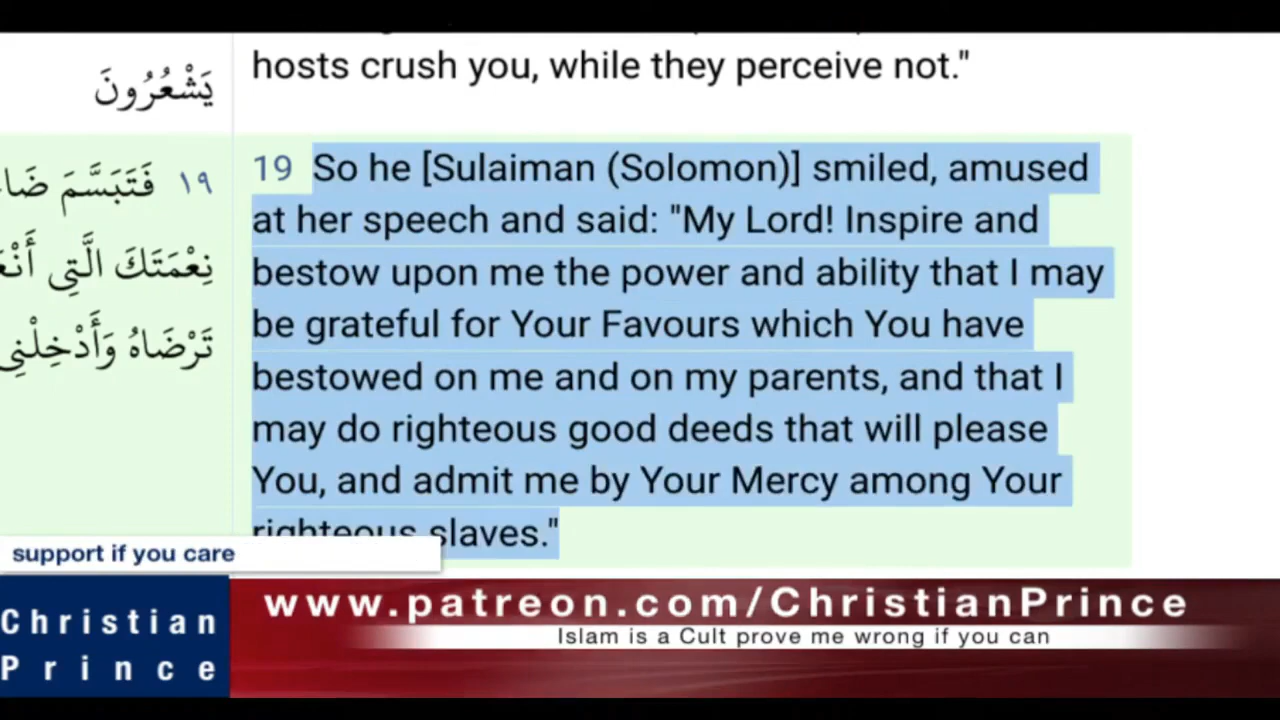 hosts crush you, while they perceive not."
يَشْعُرُونَ
19 So he [Sulaiman (Solomon)] smiled, amused
at her speech and said: "My Lord! Inspire and
bestow upon me the power and ability that I may
be grateful for Your Favours which You have
bestowed on me and on my parents, and that I
may do righteous good deeds that will please
You, and admit me by Your Mercy among Your
righteous slaves."
١٩ فَتَبَسَّمَ
نِعْمَتَكَ الَّتِي
تَرْضَاهُ وَأَدْخِلْنِي
support if you care
Christian
Prince
www.patreon.com/ChristianPrince
Islam is a Cult prove me wrong if you can